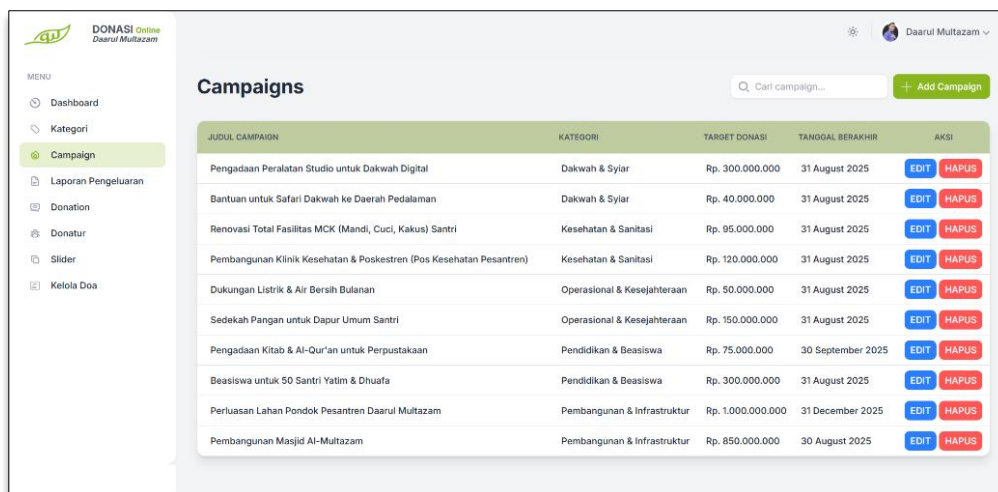 DONASI Online
Daarul Multazam
Daarul Multazam
MENU
Dashboard
Kategori
Campaign
Laporan Pengeluaran
Donation
Donatur
Slider
Kelola Doa
Campaigns
Cari campaign...
+ Add Campaign
JUDUL CAMPAIGN KATEGORI TARGET DONASI TANGGAL BERAKHIR AKSI
Pengadaan Peralatan Studio untuk Dakwah Digital Dakwah & Syiar Rp. 300.000.000 31 August 2025 EDIT HAPUS
Bantuan untuk Safari Dakwah ke Daerah Pedalaman Dakwah & Syiar Rp. 40.000.000 31 August 2025 EDIT HAPUS
Renovasi Total Fasilitas MCK (Mandi, Cuci, Kakus) Santri Kesehatan & Sanitasi Rp. 95.000.000 31 August 2025 EDIT HAPUS
Pembangunan Klinik Kesehatan & Poskestren (Pos Kesehatan Pesantren) Kesehatan & Sanitasi Rp. 120.000.000 31 August 2025 EDIT HAPUS
Dukungan Listrik & Air Bersih Bulanan Operasional & Kesejahteraan Rp. 50.000.000 31 August 2025 EDIT HAPUS
Sedekah Pangan untuk Dapur Umum Santri Operasional & Kesejahteraan Rp. 150.000.000 31 August 2025 EDIT HAPUS
Pengadaan Kitab & Al-Qur'an untuk Perpustakaan Pendidikan & Beasiswa Rp. 75.000.000 30 September 2025 EDIT HAPUS
Beasiswa untuk 50 Santri Yatim & Dhuafa Pendidikan & Beasiswa Rp. 300.000.000 31 August 2025 EDIT HAPUS
Perluasan Lahan Pondok Pesantren Daarul Multazam Pembangunan & Infrastruktur Rp. 1.000.000.000 31 December 2025 EDIT HAPUS
Pembangunan Masjid Al-Multazam Pembangunan & Infrastruktur Rp. 850.000.000 30 August 2025 EDIT HAPUS